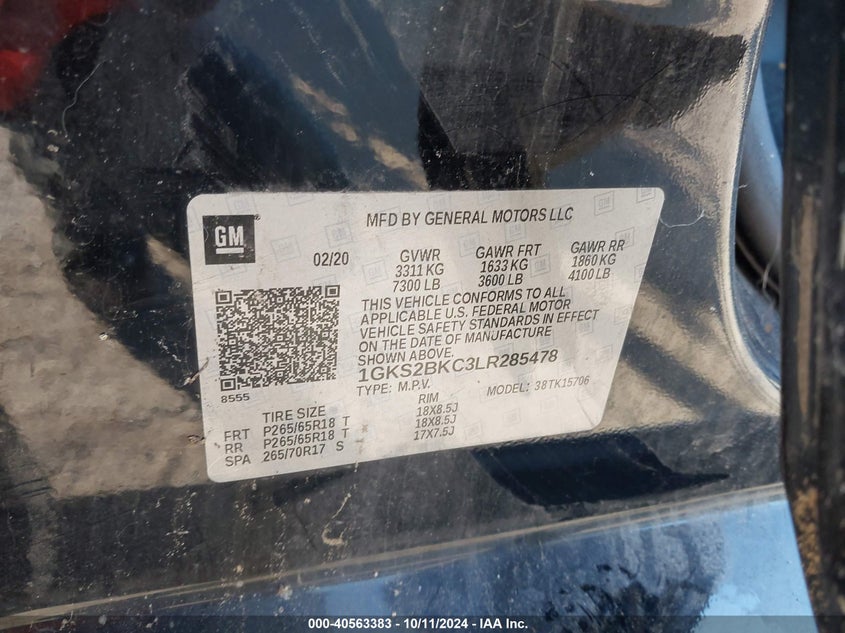 GM
MFD BY GENERAL MOTORS LLC
02/20
GVWR
3311 KG
7300 LB
GAWR FRT
1633 KG
3600 LB
GAWR RR
1860 KG
4100 LB
THIS VEHICLE CONFORMS TO ALL
APPLICABLE U.S. FEDERAL MOTOR
VEHICLE SAFETY STANDARDS IN EFFECT
ON THE DATE OF MANUFACTURE
SHOWN ABOVE.
1GKS2BKC3LR285478
TYPE: M.P.V.
MODEL: 38TK15706
8555
TIRE SIZE RIM
FRT P265/65R18 T 18X8.5J
RR P265/65R18 T 18X8.5J
SPA 265/70R17 S 17X7.5J
000-40563383 - 10/11/2024 - IAA Inc.